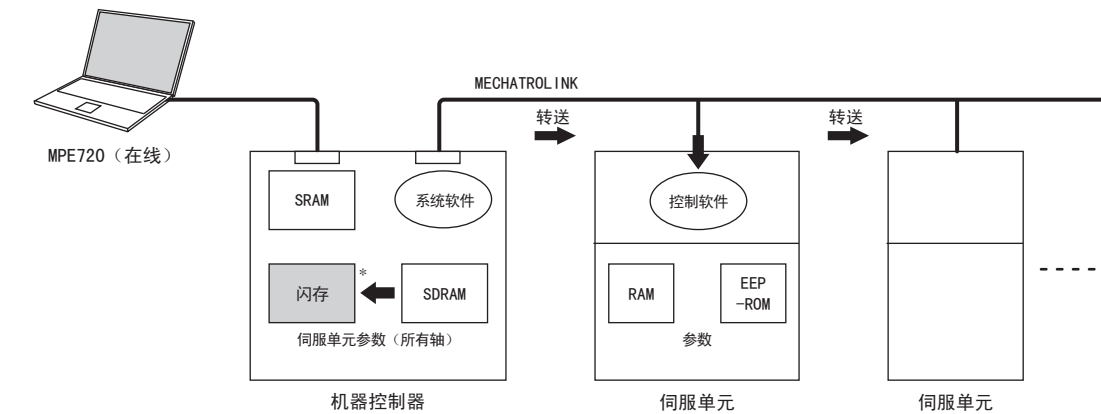 MECHATROLINK
转送
转送
MPE720（在线）
SRAM
系统软件
控制软件
闪存
*
SDRAM
RAM
EEP
-ROM
伺服单元参数（所有轴）
参数
机器控制器
伺服单元
伺服单元